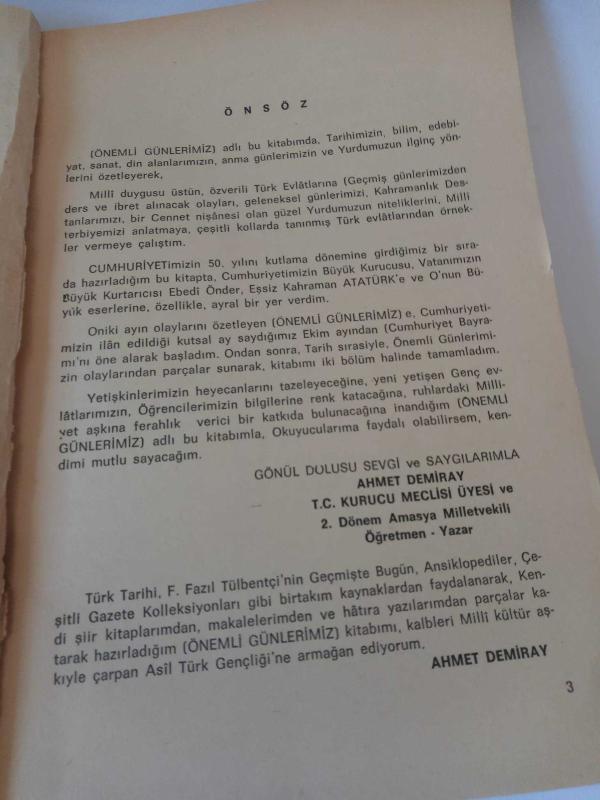 ÖNSÖZ
(ÖNEMLİ GÜNLERİMİZ) adlı bu kitabımda, Tarihimizin, bilim, edebi-
yat, sanat, din alanlarımızın, anma günlerimizin ve Yurdumuzun ilginç yön-
lerini özetleyerek,
Millî duygusu üstün, özverili Türk Evlâtlarına (Geçmiş günlerimizden
ders ve ibret alınacak olayları, geleneksel günlerimizi, Kahramanlık Des-
tanlarımızı, bir Cennet nişânesi olan güzel Yurdumuzun niteliklerini, Millî
terbiyemizi anlatmaya, çeşitli kollarda tanınmış Türk evlâtlarından örnek-
ler vermeye çalıştım.
CUMHURİYETimizin 50. yılını kutlama dönemine girdiğimiz bir sıra-
da hazırladığım bu kitapta, Cumhuriyetimizin Büyük Kurucusu, Vatanımızın
Büyük Kurtarıcısı Ebedî Önder, Eşsiz Kahraman ATATÜRK'e ve O'nun Bü-
yük eserlerine, özellikle, ayral bir yer verdim.
Oniki ayın olaylarını özetleyen (ÖNEMLİ GÜNLERİMİZ) e, Cumhuriyeti-
mizin ilân edildiği kutsal ay saydığımız Ekim ayından (Cumhuriyet Bayra-
mı'nı öne alarak başladım. Ondan sonra, Tarih sırasiyle, Önemli Günlerimi-
zin olaylarından parçalar sunarak, kitabımı iki bölüm halinde tamamladım.
Yetişkinlerimizin heyecanlarını tazeleyeceğine, yeni yetişen Genç ev-
lâtlarımızın, Öğrencilerimizin bilgilerine renk katacağına, ruhlardaki Milli-
yet aşkına ferahlık verici bir katkıda bulunacağına inandığım (ÖNEMLİ
GÜNLERİMİZ) adlı bu kitabımla, Okuyucularıma faydalı olabilirsem, ken-
dimi mutlu sayacağım.
GÖNÜL DOLUSU SEVGİ ve SAYGILARIMLA
AHMET DEMİRAY
T.C. KURUCU MECLİSİ ÜYESİ ve
2. Dönem Amasya Milletvekili
Öğretmen - Yazar
Türk Tarihi, F. Fazıl Tülbentçi'nin Geçmişte Bugün, Ansiklopediler, Çe-
şitli Gazete Kolleksiyonları gibi birtakım kaynaklardan faydalanarak, Ken-
di şiir kitaplarımdan, makalelerimden ve hâtıra yazılarımdan parçalar ka-
tarak hazırladığım (ÖNEMLİ GÜNLERİMİZ) kitabımı, kalbleri Millî kültür aş-
kıyle çarpan Asîl Türk Gençliği'ne armağan ediyorum.
AHMET DEMİRAY
3